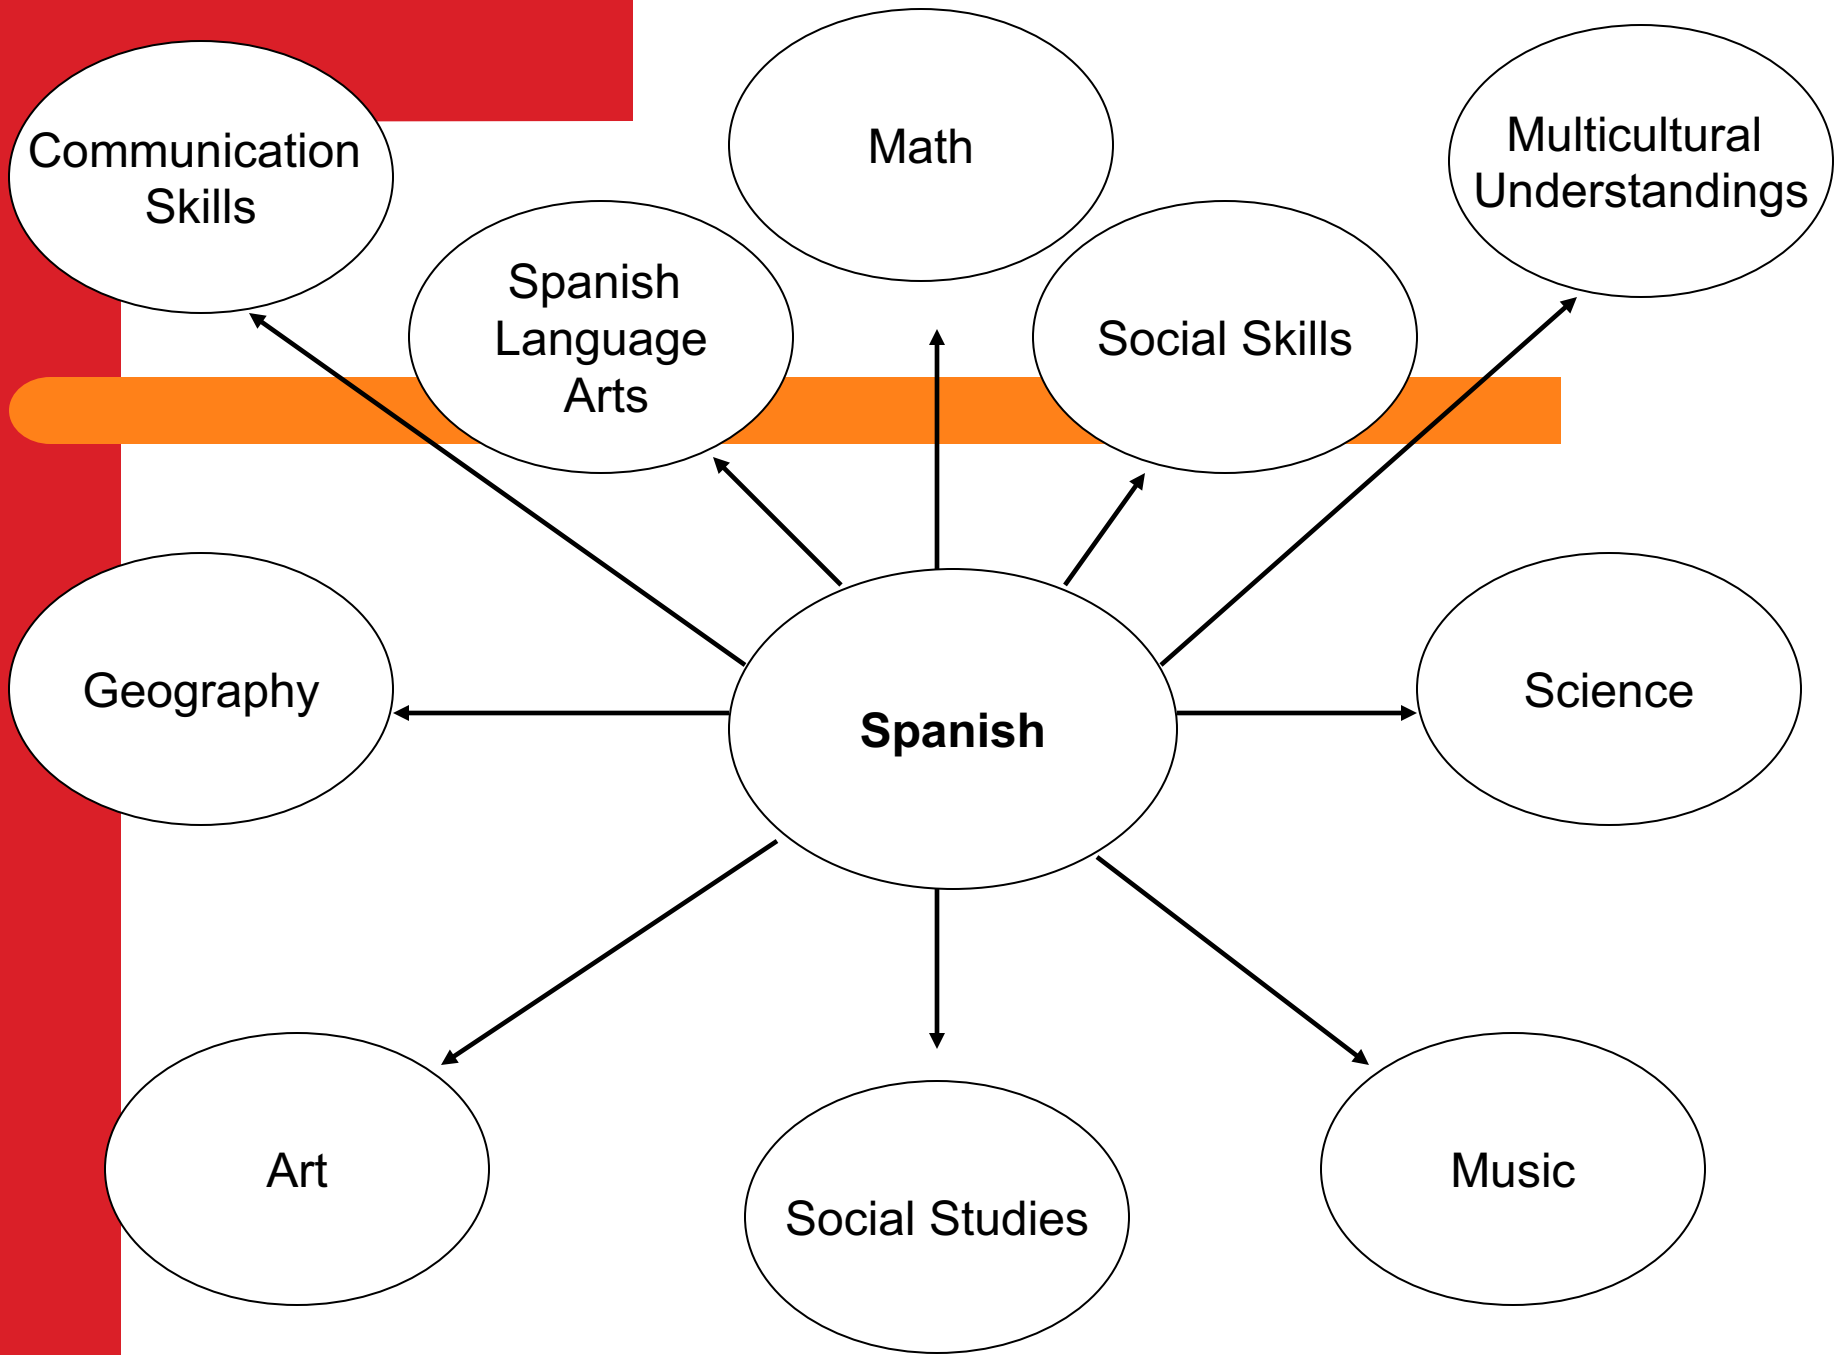 Communication
Skills
Math
Multicultural
Understandings
Spanish
Language
Arts
Social Skills
Geography
Spanish
Science
Art
Social Studies
Music